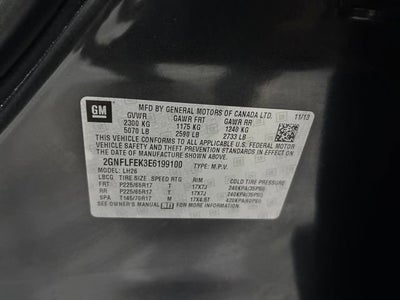 GM
MFD BY GENERAL MOTORS OF CANADA LTD.
11/13
GVWR GAWR FRT GAWR RR
2300 KG 1175 KG 1240 KG
5070 LB 2590 LB 2733 LB
THIS VEHICLE CONFORMS TO ALL APPLICABLE U.S. FEDERAL MOTOR
VEHICLE SAFETY, BUMPER, AND THEFT PREVENTION STANDARDS IN
EFFECT ON THE DATE OF MANUFACTURE SHOWN ABOVE.
2GNFLFEK3E6199100 TYPE: M.P.V.
MODEL: LH26
LBCG TIRE SIZE SPEED RTG RIM COLD TIRE PRESSURE
FRT P225/65R17 T 17X7J 240KPA(35PSI)
RR P225/65R17 T 17X7J 240KPA(35PSI)
SPA T145/70R17 M 17X4.5T 420KPA(60PSI)
SEE OWNER'S MANUAL FOR MORE INFORMATION